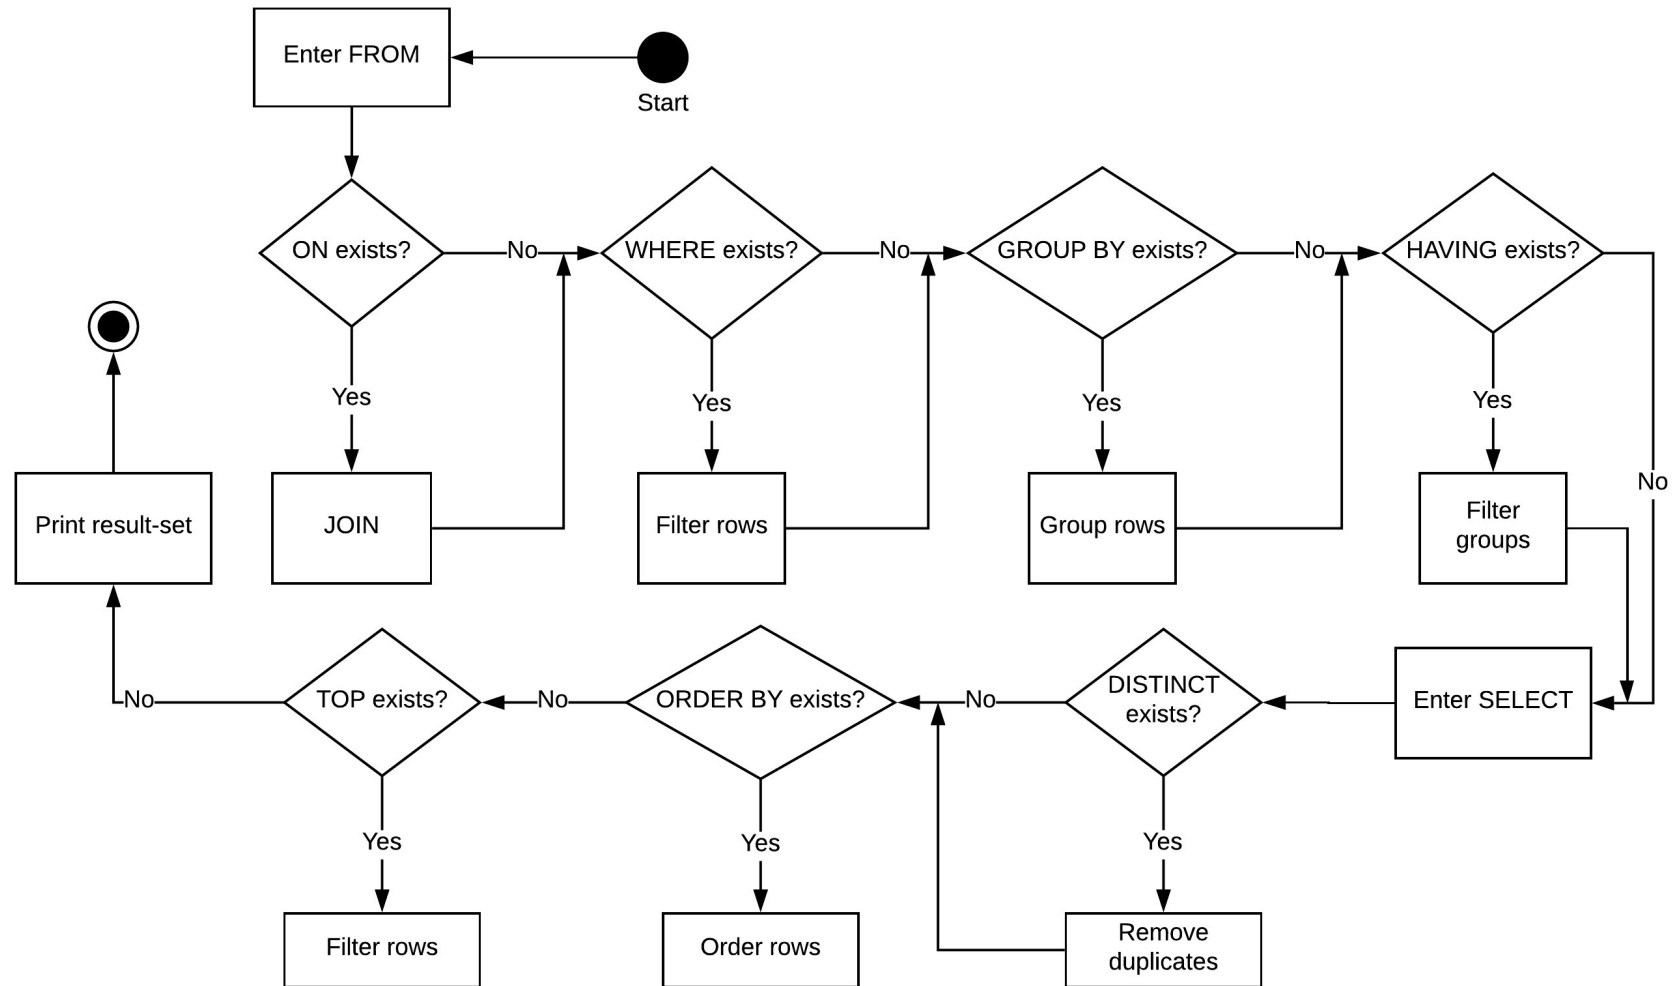 Enter FROM
Start
ON exists?
No
WHERE exists?
No
GROUP BY exists?
No
HAVING exists?
Yes
Yes
Yes
Yes
No
Print result-set
JOIN
Filter rows
Group rows
Filter
groups
No
TOP exists?
No
ORDER BY exists?
No
DISTINCT
exists?
Enter SELECT
Yes
Yes
Yes
Filter rows
Order rows
Remove
duplicates